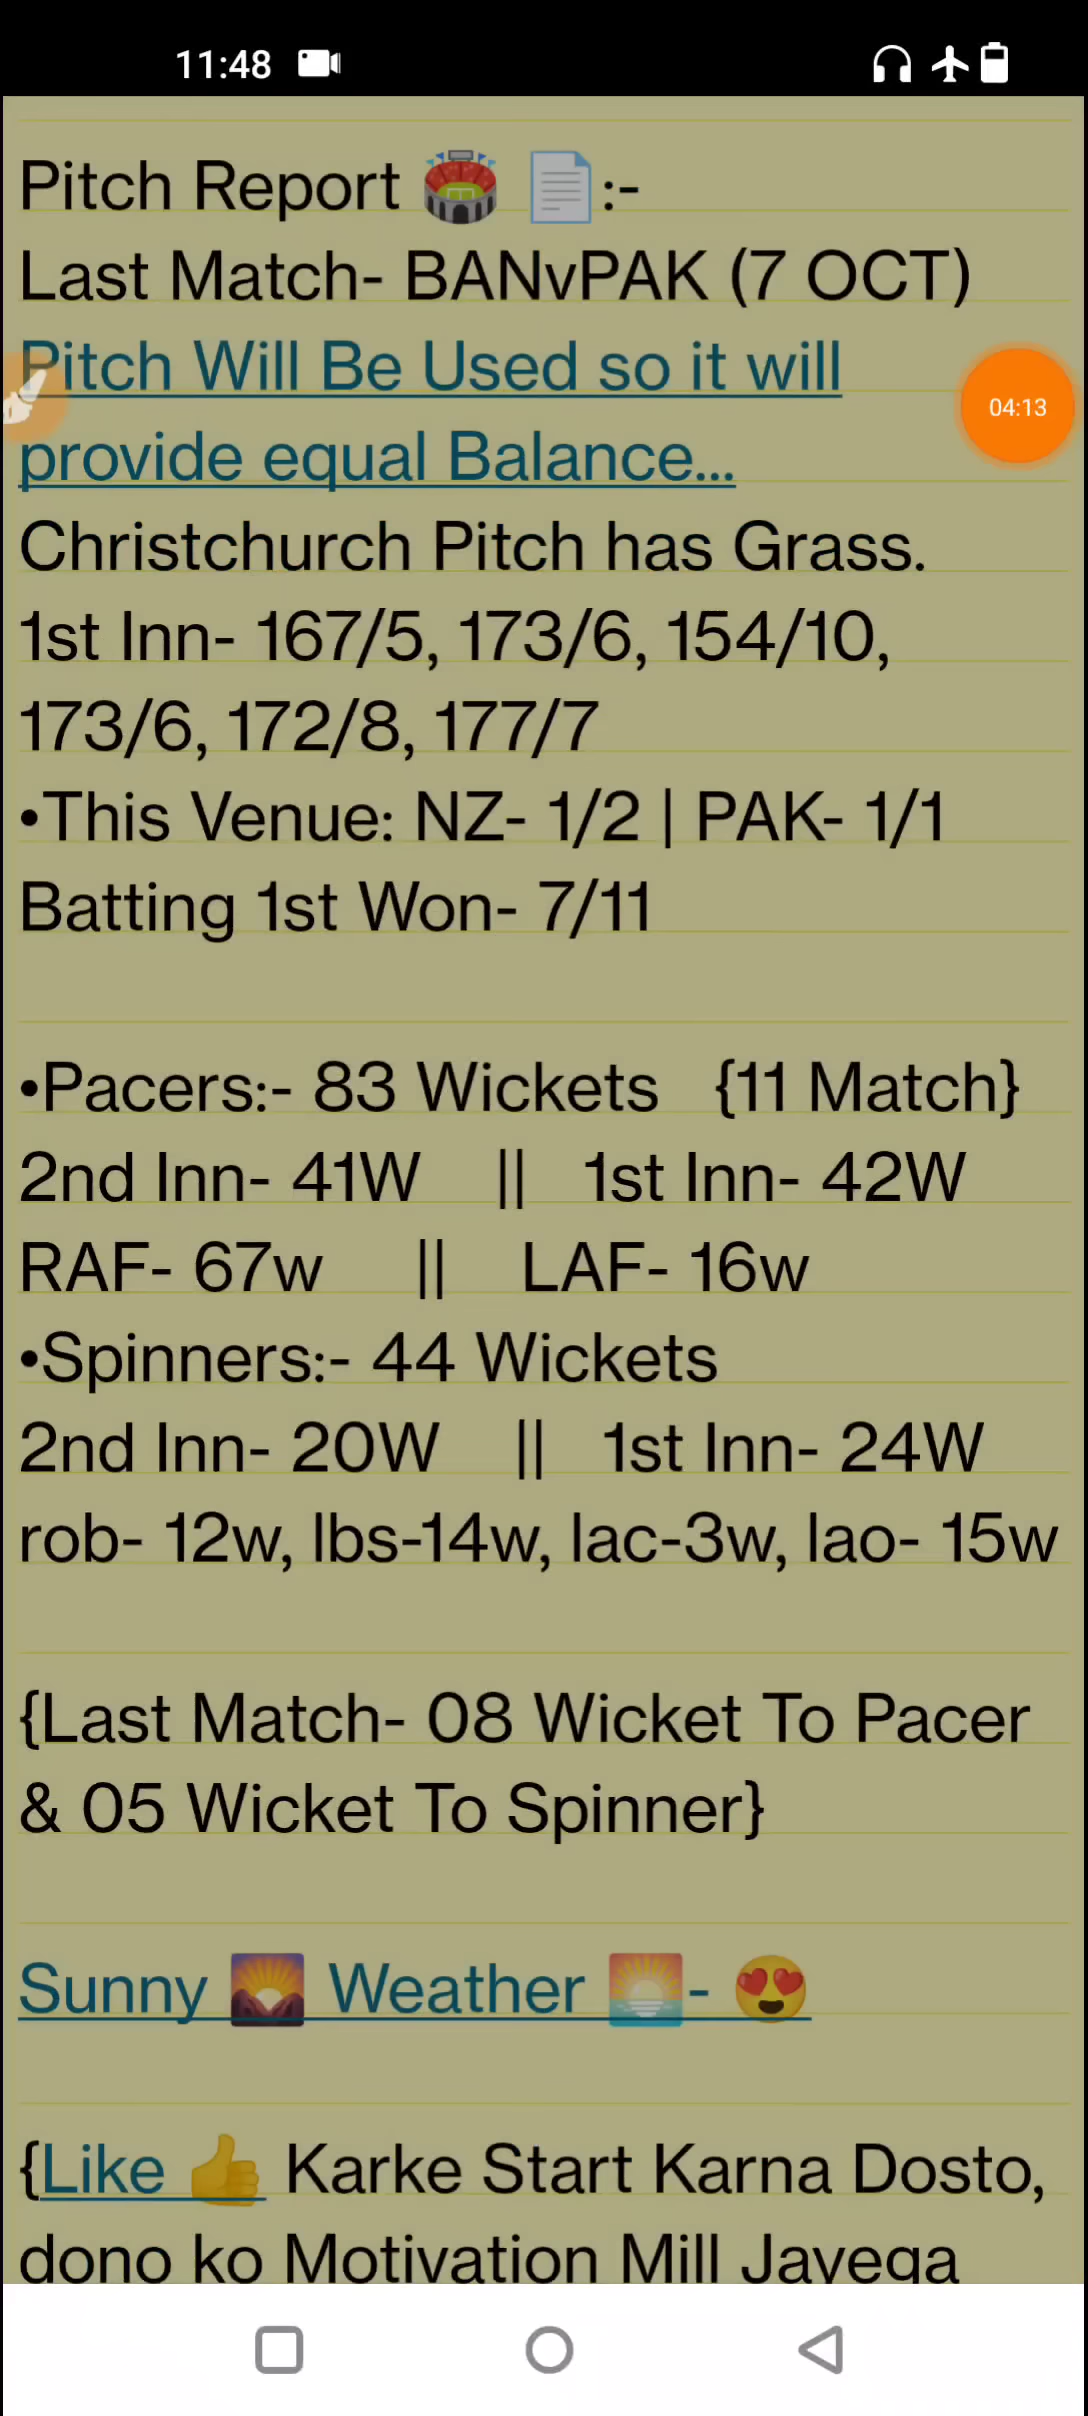 11:48
Pitch Report 🏟️ 📄:-
Last Match- BANvPAK (7 OCT)
Pitch Will Be Used so it will
04:13
provide equal Balance...
Christchurch Pitch has Grass.
1st Inn- 167/5, 173/6, 154/10,
173/6, 172/8, 177/7
•This Venue: NZ- 1/2 | PAK- 1/1
Batting 1st Won- 7/11
•Pacers:- 83 Wickets {11 Match}
2nd Inn- 41W || 1st Inn- 42W
RAF- 67w || LAF- 16w
•Spinners:- 44 Wickets
2nd Inn- 20W || 1st Inn- 24W
rob- 12w, lbs-14w, lac-3w, lao- 15w
{Last Match- 08 Wicket To Pacer
& 05 Wicket To Spinner}
Sunny 🌄 Weather 🌅- 😍
{Like 👍 Karke Start Karna Dosto,
dono ko Motivation Mill Jayega